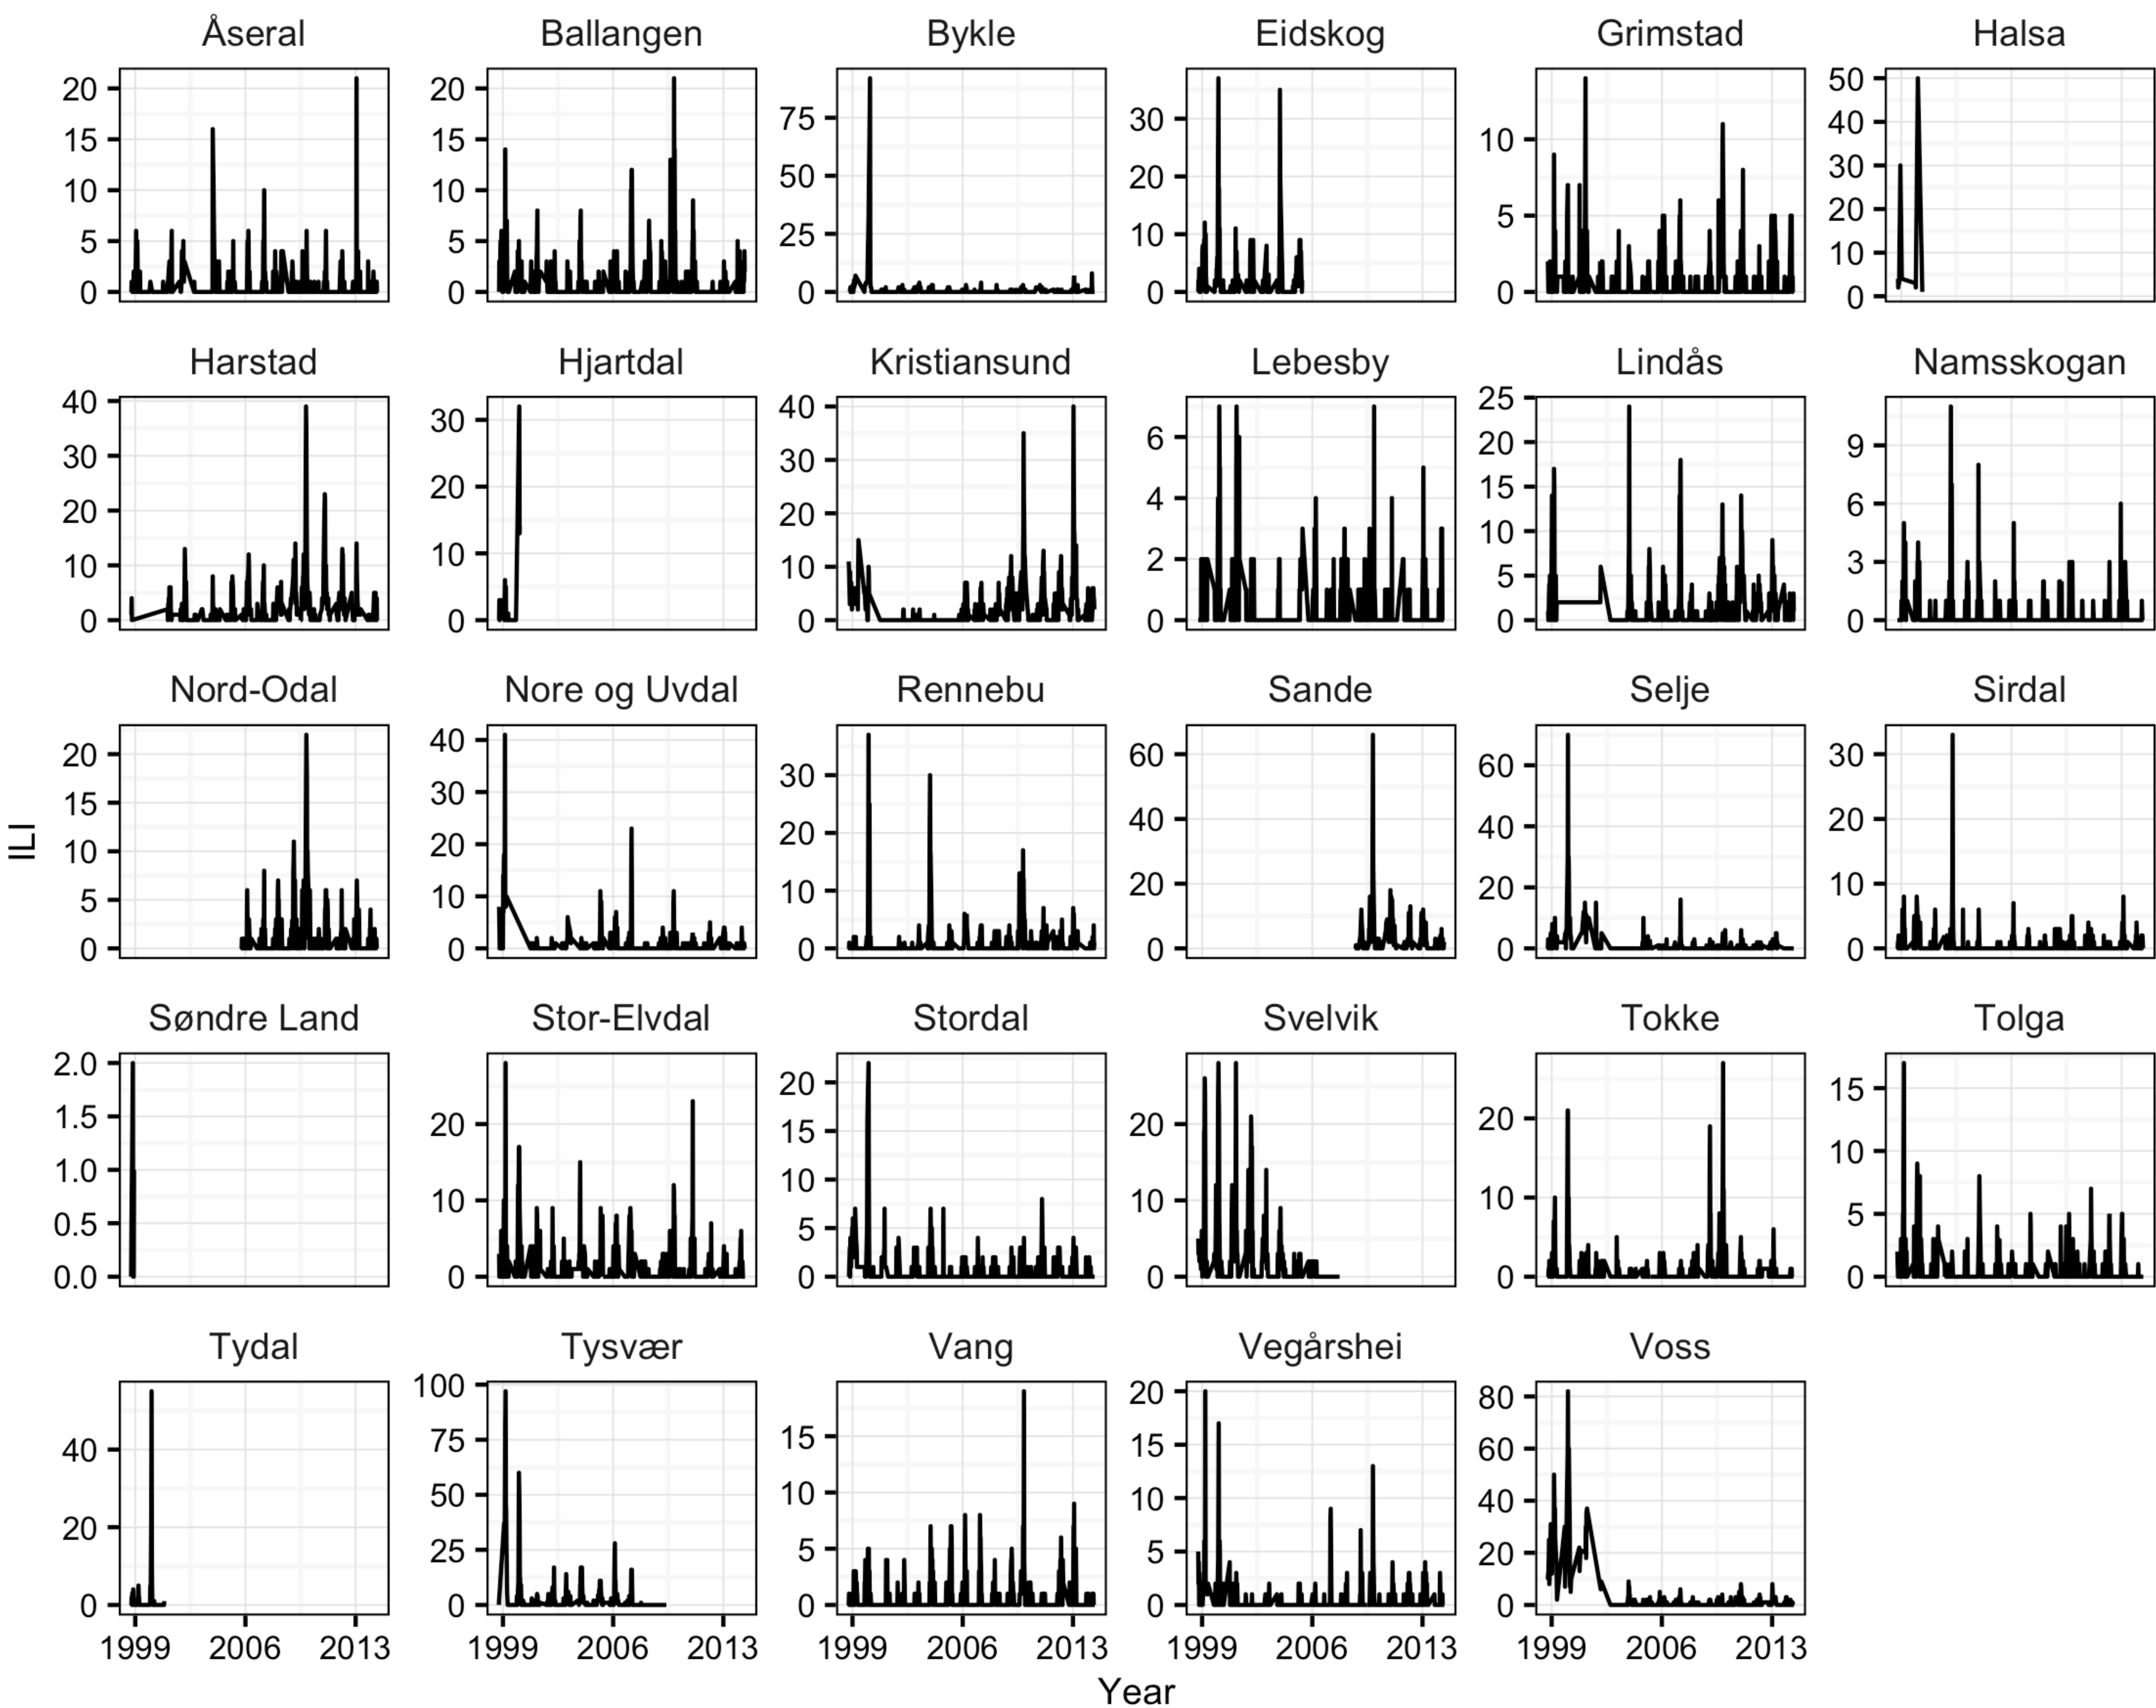 Åseral Ballangen Bykle Eidskog Grimstad Halsa
20 15 10 5 0
20 15 10 5 0
75 50 25 0
30 20 10 0
10 5 0
50 40 30 20 10 0
Harstad Hjartdal Kristiansund Lebesby Lindås Namsskogan
40 30 20 10 0
30 20 10 0
40 30 20 10 0
6 4 2 0
25 20 15 10 5 0
9 6 3 0
Nord-Odal Nore og Uvdal Rennebu Sande Selje Sirdal
20 15 10 5 0
40 30 20 10 0
30 20 10 0
60 40 20 0
60 40 20 0
30 20 10 0
ILI
Søndre Land Stor-Elvdal Stordal Svelvik Tokke Tolga
2.0 1.5 1.0 0.5 0.0
20 10 0
20 15 10 5 0
20 10 0
20 10 0
15 10 5 0
Tydal Tysvær Vang Vegårshei Voss
40 20 0
100 75 50 25 0
15 10 5 0
20 15 10 5 0
80 60 40 20 0
1999 2006 2013 1999 2006 2013 1999 2006 2013 1999 2006 2013 1999 2006 2013
Year